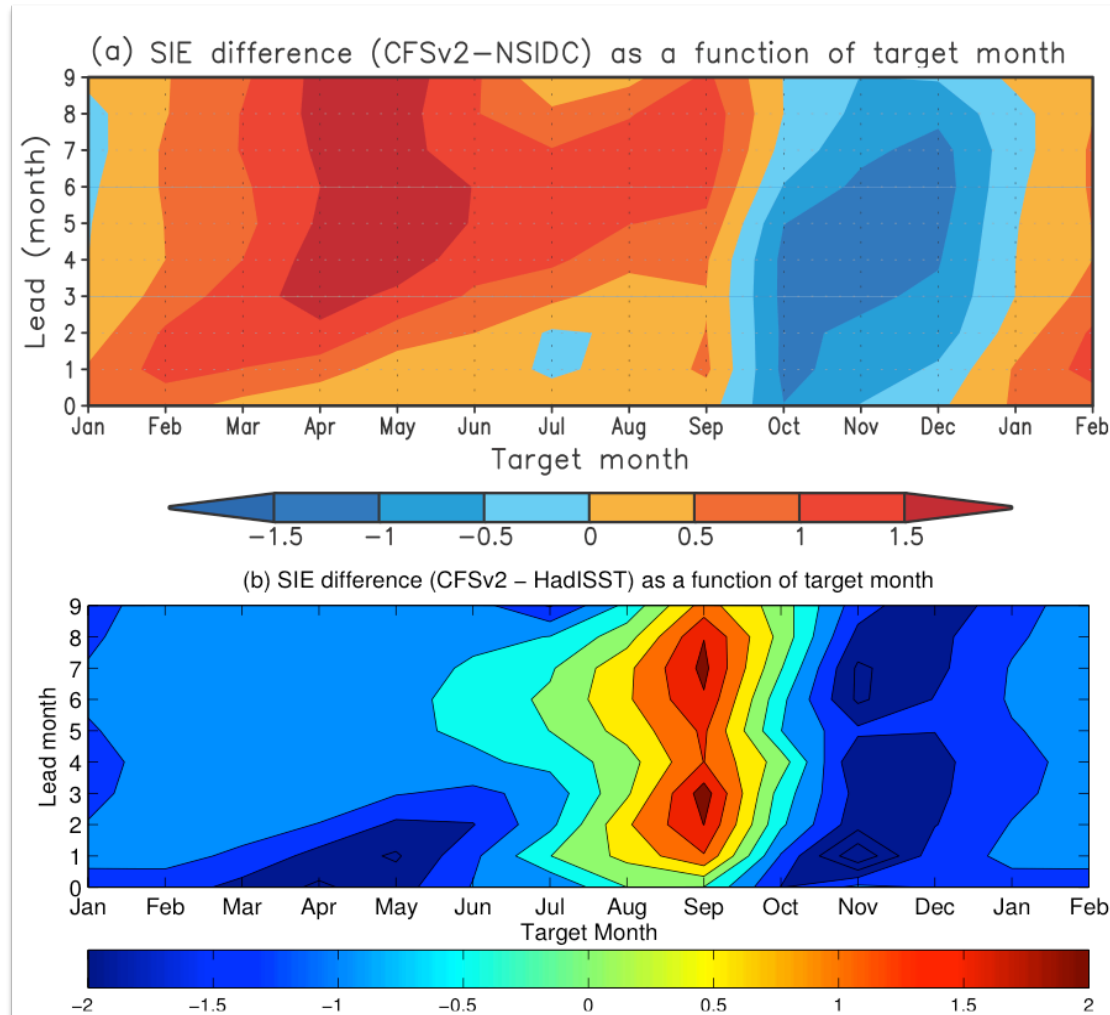 (a) SIE difference (CFSv2-NSIDC) as a function of target month
9
8
7
6
5
4
3
2
1
0
Lead (month)
Jan Feb Mar Apr May Jun Jul Aug Sep Oct Nov Dec Jan Feb
Target month
-1.5 -1 -0.5 0 0.5 1 1.5
(b) SIE difference (CFSv2 – HadISST) as a function of target month
9
8
7
6
5
4
3
2
1
0
Lead month
Jan Feb Mar Apr May Jun Jul Aug Sep Oct Nov Dec Jan Feb
Target Month
−2 −1.5 −1 −0.5 0 0.5 1 1.5 2